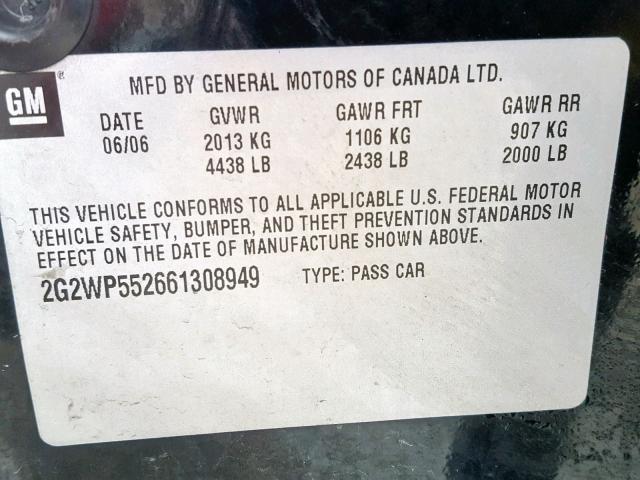 GM®
MFD BY GENERAL MOTORS OF CANADA LTD.
DATE GVWR GAWR FRT GAWR RR
06/06 2013 KG 1106 KG 907 KG
4438 LB 2438 LB 2000 LB
THIS VEHICLE CONFORMS TO ALL APPLICABLE U.S. FEDERAL MOTOR
VEHICLE SAFETY, BUMPER, AND THEFT PREVENTION STANDARDS IN
EFFECT ON THE DATE OF MANUFACTURE SHOWN ABOVE.
2G2WP552661308949 TYPE: PASS CAR